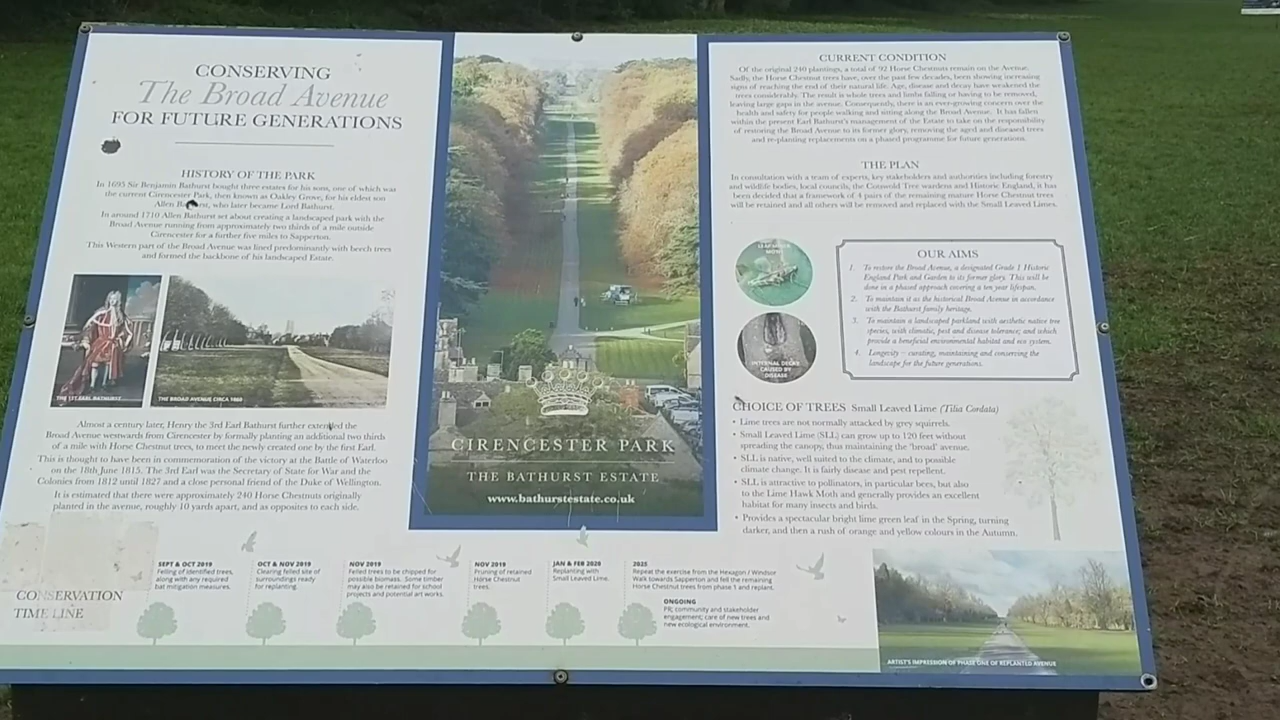 CONSERVING
The Broad Avenue
FOR FUTURE GENERATIONS
HISTORY OF THE PARK
In 1695 Sir Benjamin Bathurst bought three estates for his sons, one of which was
the current Cirencester Park, then known as Oakley Grove, for his eldest son
Allen Bathurst, who later became Lord Bathurst.
In around 1710 Allen Bathurst set about creating a landscaped park with the
Broad Avenue running from approximately two thirds of a mile outside
Cirencester for a further five miles to Sapperton.
This Western part of the Broad Avenue was lined predominantly with beech trees
and formed the backbone of his landscaped Estate.
THE 1ST EARL BATHURST
THE BROAD AVENUE CIRCA 1860
Almost a century later, Henry the 3rd Earl Bathurst further extended the
Broad Avenue westwards from Cirencester by formally planting an additional two thirds
of a mile with Horse Chestnut trees, to meet the newly created one by the first Earl.
This is thought to have been in commemoration of the victory at the Battle of Waterloo
on the 18th June 1815. The 3rd Earl was the Secretary of State for War and the
Colonies from 1812 until 1827 and a close personal friend of the Duke of Wellington.
It is estimated that there were approximately 240 Horse Chestnuts originally
planted in the avenue, roughly 10 yards apart, and as opposites to each side.
CIRENCESTER PARK
THE BATHURST ESTATE
www.bathurstestate.co.uk
CURRENT CONDITION
Of the original 240 plantings, a total of 92 Horse Chestnuts remain on the Avenue.
Sadly, the Horse Chestnut trees have, over the past few decades, been showing increasing
signs of reaching the end of their natural life. Age, disease and decay have weakened the
trees considerably. The result is whole trees and limbs falling or having to be removed,
leaving large gaps in the avenue. Consequently, there is an ever-growing concern over the
health and safety for people walking and sitting along the Broad Avenue. It has fallen
within the present Earl Bathurst's management of the Estate to take on the responsibility
of restoring the Broad Avenue to its former glory, removing the aged and diseased trees
and re-planting replacements on a phased programme for future generations.
THE PLAN
In consultation with a team of experts, key stakeholders and authorities including forestry
and wildlife bodies, local councils, the Cotswold Tree wardens and Historic England, it has
been decided that a framework of 4 pairs of the remaining mature Horse Chestnut trees
will be retained and all others will be removed and replaced with the Small Leaved Limes.
LEAF MINER
MOTH
INTERNAL DECAY
CAUSED BY
DISEASE
OUR AIMS
1. To restore the Broad Avenue, a designated Grade 1 Historic
England Park and Garden to its former glory. This will be
done in a phased approach covering a ten year lifespan.
2. To maintain it as the historical Broad Avenue in accordance
with the Bathurst family heritage.
3. To maintain a landscaped parkland with aesthetic native tree
species, with climatic, pest and disease tolerance; and which
provide a beneficial environmental habitat and eco system.
4. Longevity – curating, maintaining and conserving the
landscape for the future generations.
CHOICE OF TREES Small Leaved Lime (Tilia Cordata)
• Lime trees are not normally attacked by grey squirrels.
• Small Leaved Lime (SLL) can grow up to 120 feet without
spreading the canopy, thus maintaining the 'broad' avenue.
• SLL is native, well suited to the climate, and to possible
climate change. It is fairly disease and pest repellent.
• SLL is attractive to pollinators, in particular bees, but also
to the Lime Hawk Moth and generally provides an excellent
habitat for many insects and birds.
• Provides a spectacular bright lime green leaf in the Spring, turning
darker, and then a rush of orange and yellow colours in the Autumn.
CONSERVATION
TIME LINE
SEPT & OCT 2019
Felling of identified trees,
along with any required
bat mitigation measures.
OCT & NOV 2019
Clearing felled site of
surroundings ready
for replanting.
NOV 2019
Felled trees to be chipped for
possible biomass. Some timber
may also be retained for school
projects and potential art works.
NOV 2019
Pruning of retained
Horse Chestnut
trees.
JAN & FEB 2020
Replanting with
Small Leaved Lime.
2025
Repeat the exercise from the Hexagon / Windsor
Walk towards Sapperton and fell the remaining
Horse Chestnut trees from phase 1 and replant.
ONGOING
PR; community and stakeholder
engagement; care of new trees and
new ecological environment.
ARTIST'S IMPRESSION OF PHASE ONE OF REPLANTED AVENUE